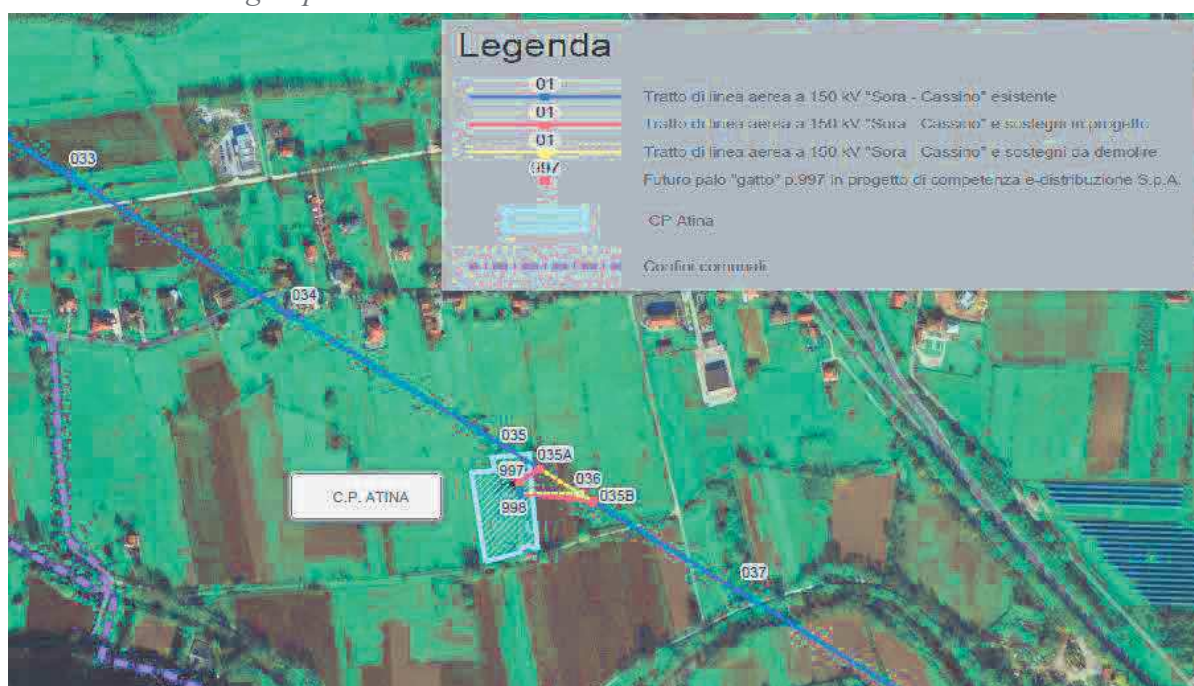 Legenda
01
Tratto di linea aerea a 150 kV "Sora - Cassino" esistente
01
Tratto di linea aerea a 150 kV "Sora - Cassino" e sostegni in progetto
01
Tratto di linea aerea a 150 kV "Sora - Cassino" e sostegni da demolire
997
Futuro palo "gatto" p.997 in progetto di competenza e-distribuzione S.p.A.
CP Atina
Confini comunali
033
034
035
035A
997
036
C.P. ATINA
035B
998
037